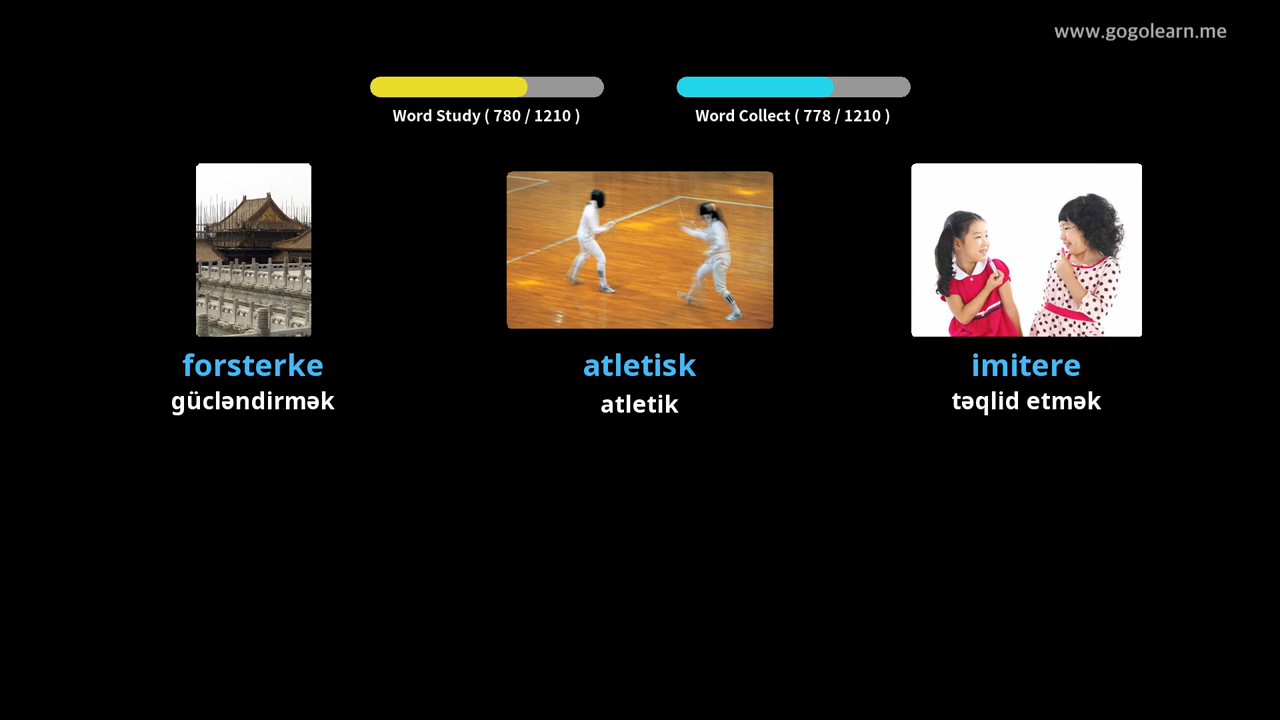 www.gogolearn.me
Word Study ( 780 / 1210 )
Word Collect ( 778 / 1210 )
forsterke
gücləndirmək
atletisk
atletik
imitere
təqlid etmək